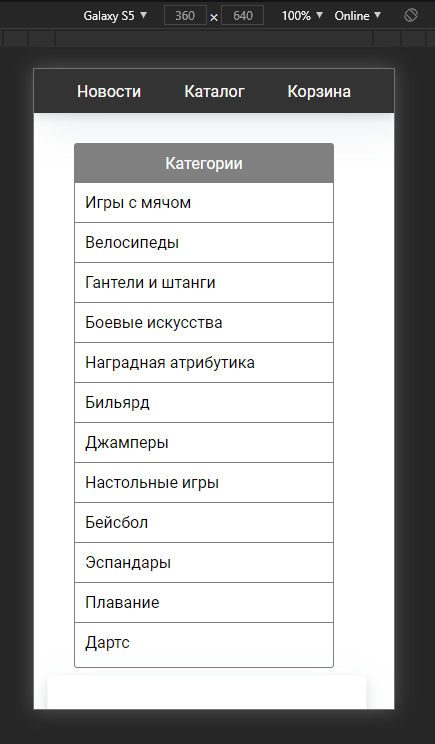 Galaxy S5 ▼ 360 × 640 100% ▼ Online ▼
Новости Каталог Корзина
Категории
Игры с мячом
Велосипеды
Гантели и штанги
Боевые искусства
Наградная атрибутика
Бильярд
Джамперы
Настольные игры
Бейсбол
Эспандары
Плавание
Дартс